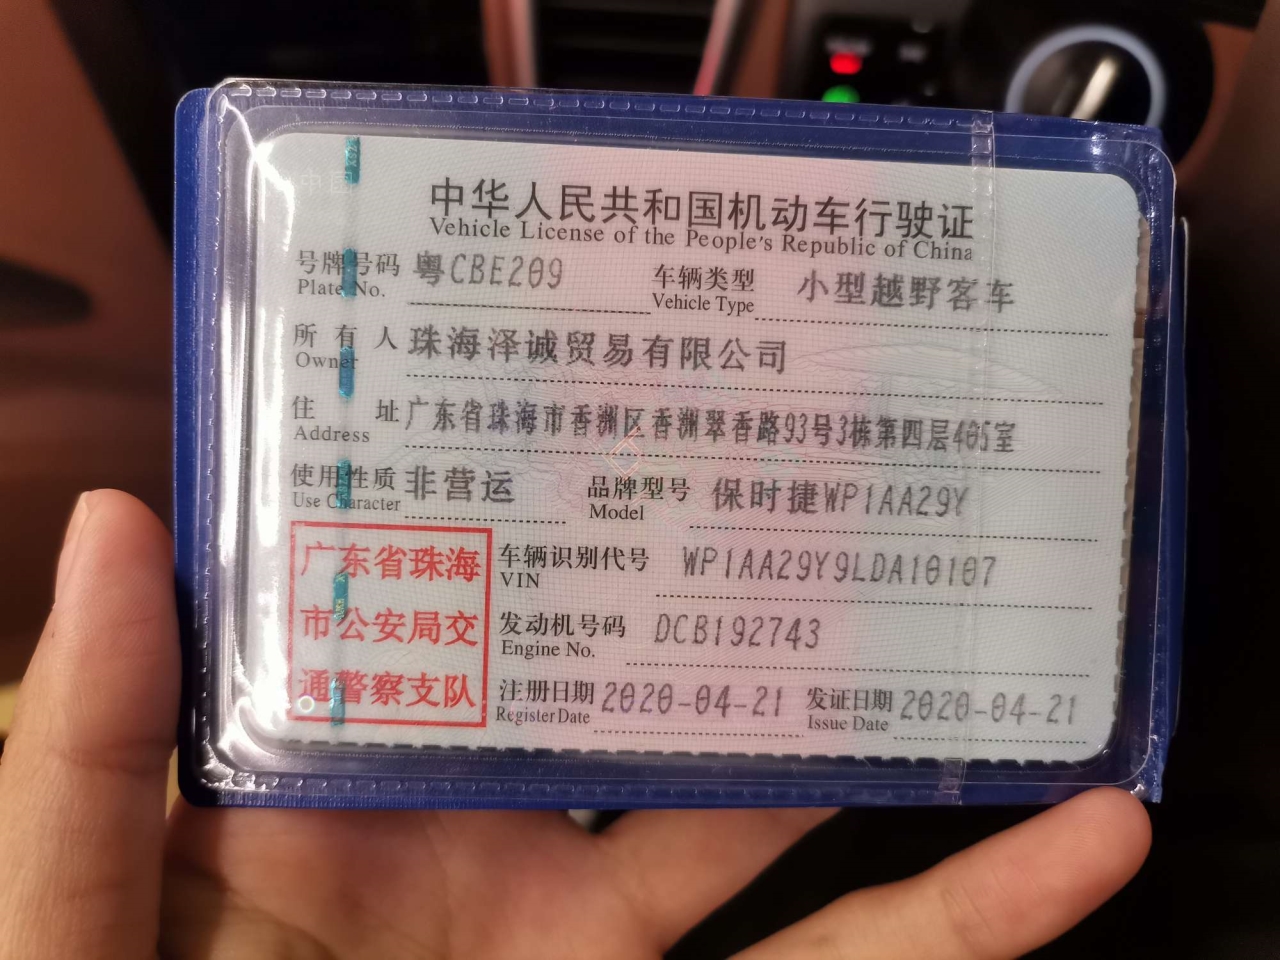 中华人民共和国机动车行驶证
Vehicle License of the People's Republic of China
号牌号码 粤CBE209 车辆类型 小型越野客车
Plate No. Vehicle Type
所有人 珠海泽诚贸易有限公司
Owner
住址 广东省珠海市香洲区香洲翠香路93号3栋第四层405室
Address
使用性质 非营运 品牌型号 保时捷WP1AA29Y
Use Character Model
广东省珠海
市公安局交
通警察支队
车辆识别代号 WP1AA29Y9LDA10107
VIN
发动机号码 DCB192743
Engine No.
注册日期 2020-04-21 发证日期 2020-04-21
Register Date Issue Date